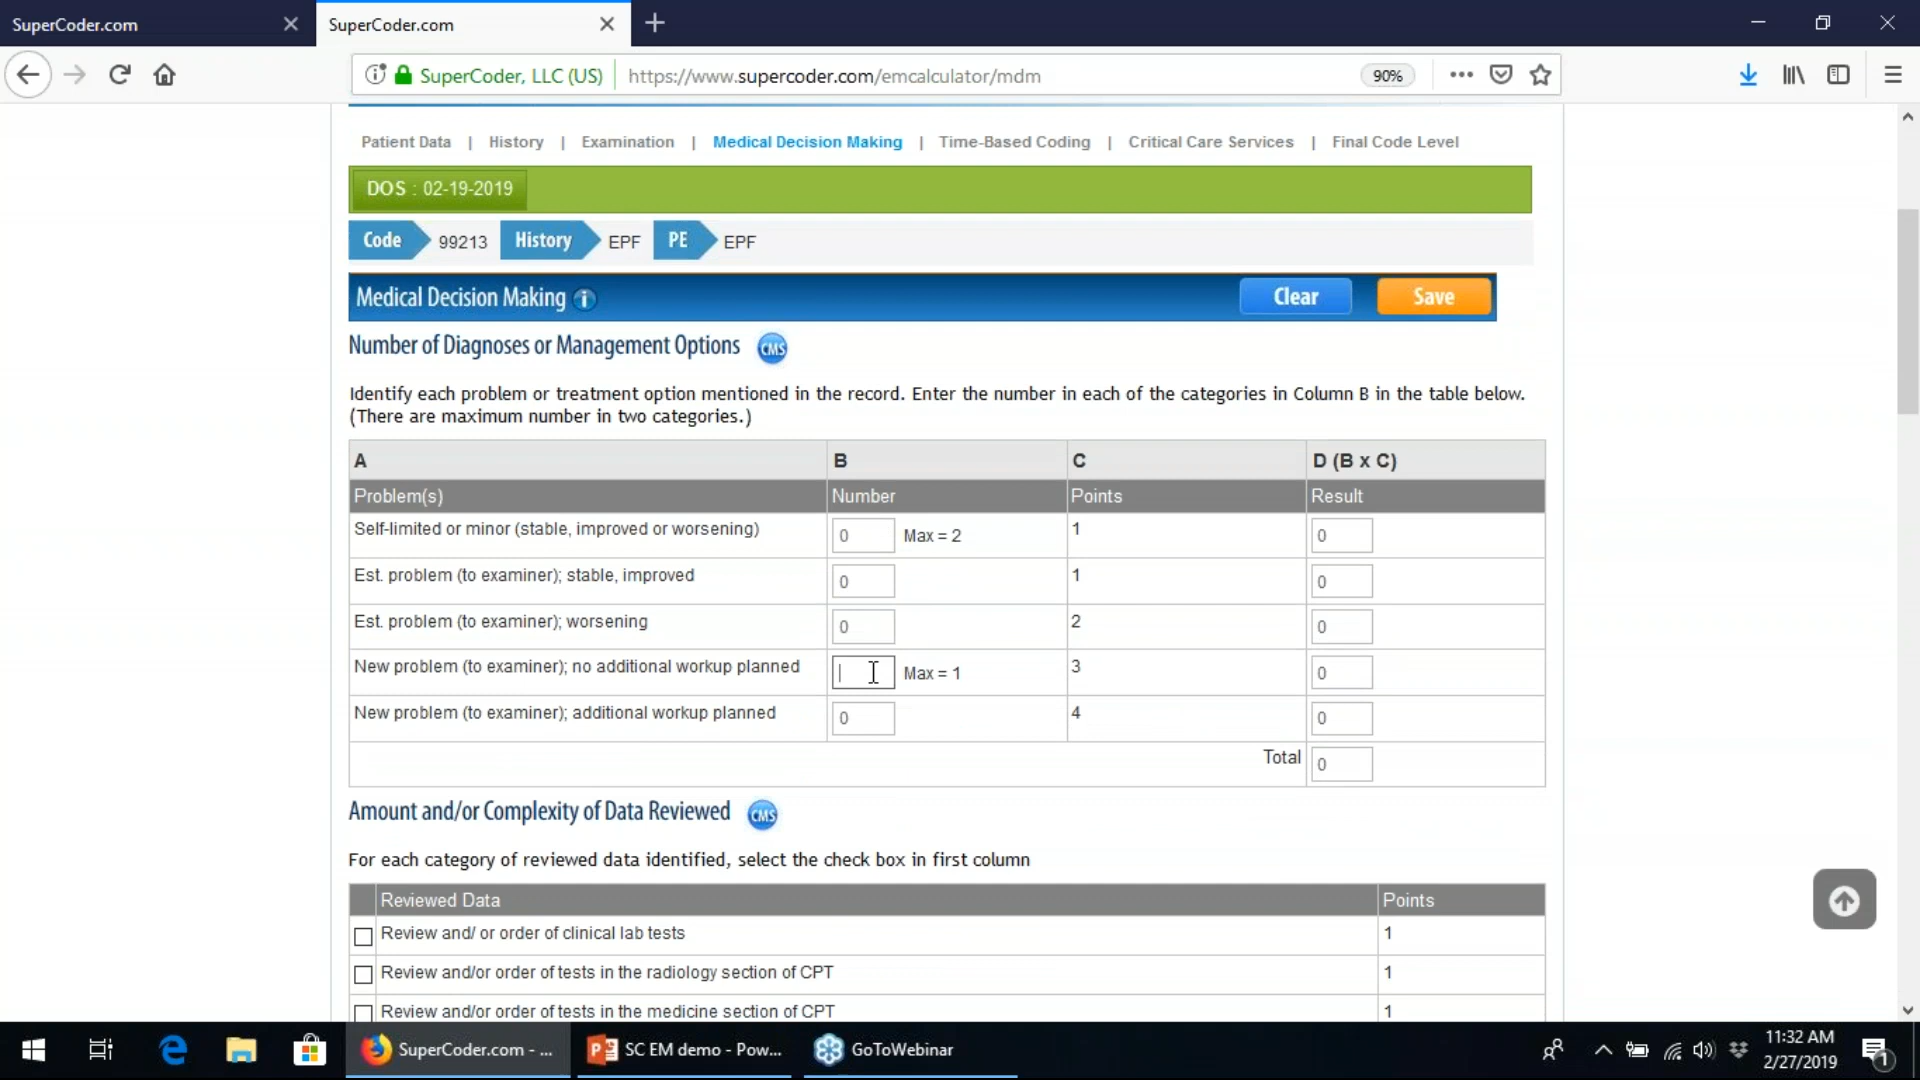 SuperCoder.com
SuperCoder.com
SuperCoder, LLC (US) https://www.supercoder.com/emcalculator/mdm 90%
Patient Data | History | Examination | Medical Decision Making | Time-Based Coding | Critical Care Services | Final Code Level
DOS : 02-19-2019
Code 99213 History EPF PE EPF
Medical Decision Making i Clear Save
Number of Diagnoses or Management Options CMS
Identify each problem or treatment option mentioned in the record. Enter the number in each of the categories in Column B in the table below.
(There are maximum number in two categories.)
A B C D (B x C)
Problem(s) Number Points Result
Self-limited or minor (stable, improved or worsening) 0 Max = 2 1 0
Est. problem (to examiner); stable, improved 0 1 0
Est. problem (to examiner); worsening 0 2 0
New problem (to examiner); no additional workup planned Max = 1 3 0
New problem (to examiner); additional workup planned 0 4 0
Total 0
Amount and/or Complexity of Data Reviewed CMS
For each category of reviewed data identified, select the check box in first column
Reviewed Data Points
Review and/ or order of clinical lab tests 1
Review and/or order of tests in the radiology section of CPT 1
Review and/or order of tests in the medicine section of CPT 1
SuperCoder.com - ... SC EM demo - Pow... GoToWebinar
11:32 AM
2/27/2019
1